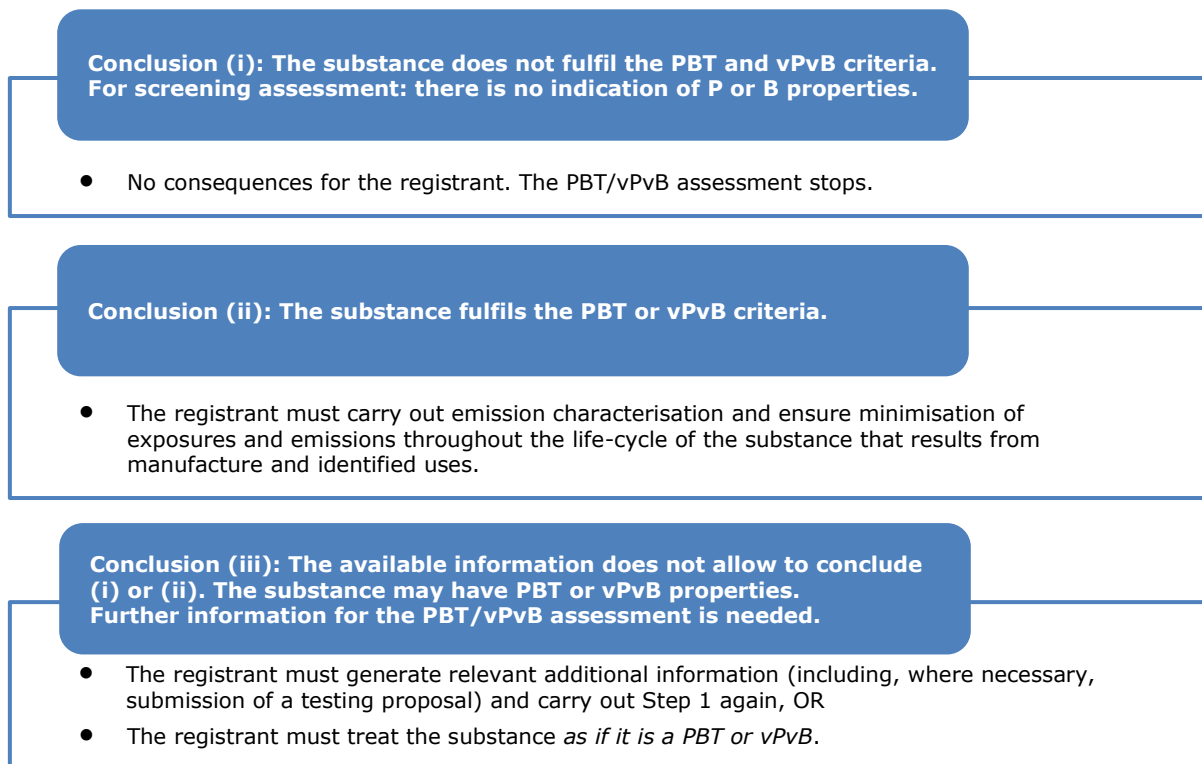 Conclusion (i): The substance does not fulfil the PBT and vPvB criteria.
For screening assessment: there is no indication of P or B properties.
• No consequences for the registrant. The PBT/vPvB assessment stops.
Conclusion (ii): The substance fulfils the PBT or vPvB criteria.
• The registrant must carry out emission characterisation and ensure minimisation of
exposures and emissions throughout the life-cycle of the substance that results from
manufacture and identified uses.
Conclusion (iii): The available information does not allow to conclude
(i) or (ii). The substance may have PBT or vPvB properties.
Further information for the PBT/vPvB assessment is needed.
• The registrant must generate relevant additional information (including, where necessary,
submission of a testing proposal) and carry out Step 1 again, OR
• The registrant must treat the substance as if it is a PBT or vPvB.